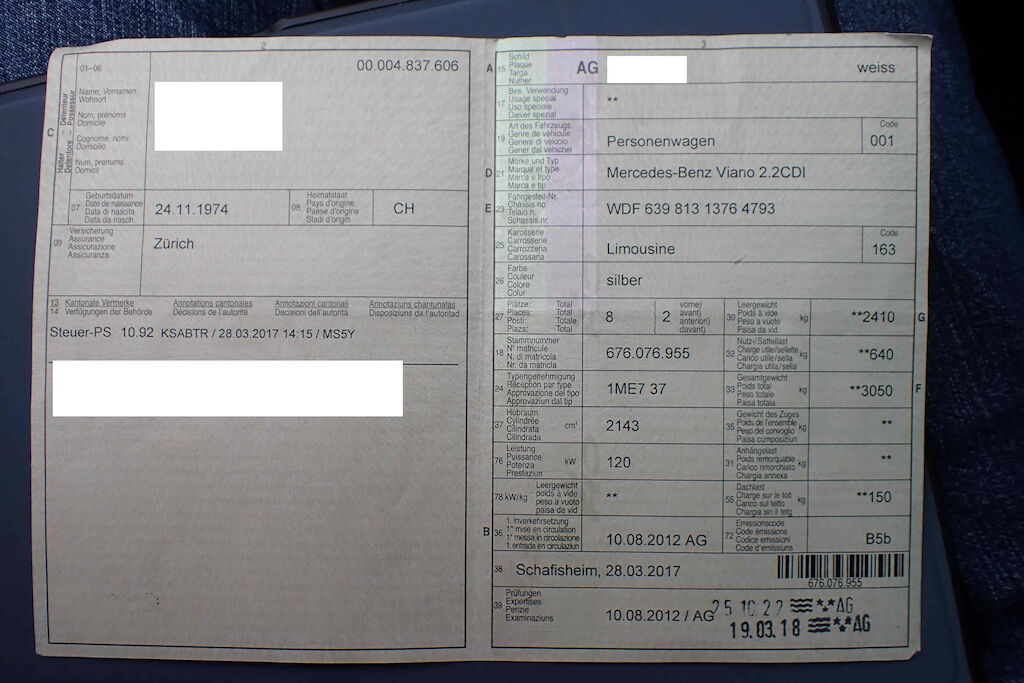 2
01-06
00.004.837.606
C
Halter Détenteur
Detentore Possessur
Name, Vornamen
Wohnort
Nom, prénoms
Domicile
Cognome, nomi
Domicilio
Num, prenums
Domicil
07
Geburtsdatum
Date de naissance
Data di nascita
Data da nasch.
24.11.1974
08
Heimatstaat
Pays d'origine
Paese d'origine
Stadi d'origin
CH
09
Versicherung
Assurance
Assicurazione
Assicuranza
Zürich
13 Kantonale Vermerke Annotations cantonales Annotazioni cantonali Annotaziuns chantunalas
14 Verfügungen der Behörde Décisions de l'autorité Decisioni dell'autorità Disposiziuns da l'autoritad
Steuer-PS 10.92 KSABTR / 28.03.2017 14:15 / MS5Y
3
A 15
Schild
Plaque
Targa
Numer
AG
weiss
17
Bes. Verwendung
Usage spécial
Uso speciale
Diever spezial
**
19
Art des Fahrzeugs
Genre de véhicule
Genere di veicolo
Gener dal vehichel
Personenwagen
Code
001
D 21
Marke und Typ
Marque et type
Marca e tipo
Marca e tip
Mercedes-Benz Viano 2.2CDI
E 23
Fahrgestell-Nr.
Châssis no
Telaio n.
Schassis nr.
WDF 639 813 1376 4793
25
Karosserie
Carrosserie
Carrozzeria
Carossaria
Limousine
Code
163
26
Farbe
Couleur
Colore
Colur
silber
27
Plätze: Total
Places: Total
Posti: Totale
Plazs: Total
8
( vorne)
( 2 avant)
anteriori)
( davant)
30
Leergewicht
Poids à vide
Peso a vuoto
Paisa da vid
kg
**2410
G
18
Stammnummer
N° matricule
N. di matricola
Nr. da matricla
676.076.955
32
Nutz-/Sattellast
Charge utile/sellette
Carico utile/sella
Chargia utila/sella
kg
**640
24
Typengenehmigung
Réception par type
Approvazione del tipo
Approvaziun dal tip
1ME7 37
33
Gesamtgewicht
Poids total
Peso totale
Paisa totala
kg
**3050
F
37
Hubraum
Cylindrée
Cilindrata
Cilindrada
cm³
2143
35
Gewicht des Zuges
Poids de l'ensemble
Peso del convoglio
Paisa cumposiziun
kg
**
76
Leistung
Puissance
Potenza
Prestaziun
kW
120
31
Anhängelast
Poids remorquable
Carico rimorchiato
Chargia annexa
kg
**
78 kW/kg
Leergewicht
poids à vide
peso a vuoto
paisa da vid
**
55
Dachlast
Charge sur le toit
Carico sul tetto
Chargia sin il tetg
kg
**150
B 36
1. Inverkehrsetzung
1re mise en circulation
1a messa in circolazione
1. entrada en circulaziun
10.08.2012 AG
72
Emissionscode
Code émissions
Codice emissioni
Code d'emissiuns
B5b
38
Schafisheim, 28.03.2017
676.076.955
39
Prüfungen
Expertises
Perizie
Examinaziuns
10.08.2012 / AG
25 10 22 AG
19.03.18 AG